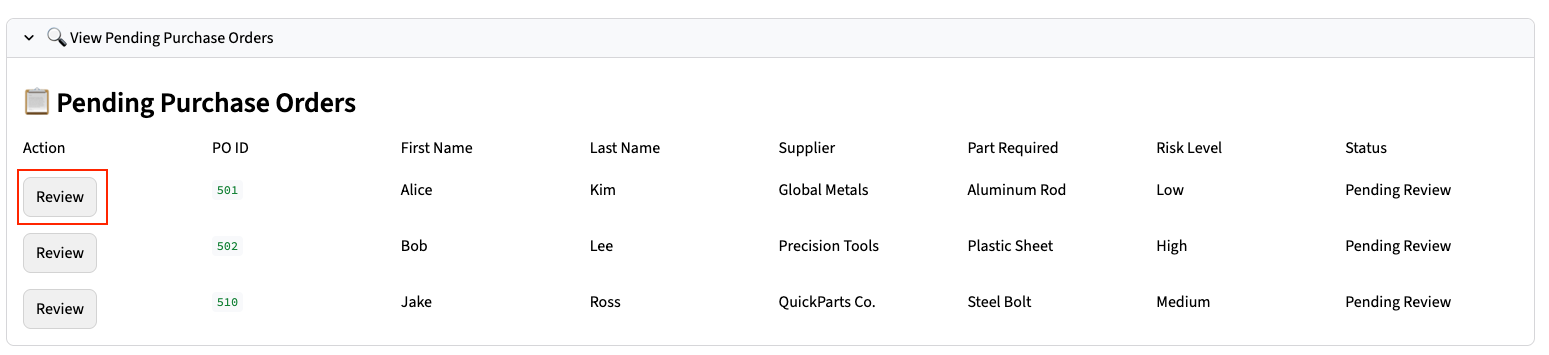 View Pending Purchase Orders
Pending Purchase Orders
Action PO ID First Name Last Name Supplier Part Required Risk Level Status
Review 501 Alice Kim Global Metals Aluminum Rod Low Pending Review
Review 502 Bob Lee Precision Tools Plastic Sheet High Pending Review
Review 510 Jake Ross QuickParts Co. Steel Bolt Medium Pending Review